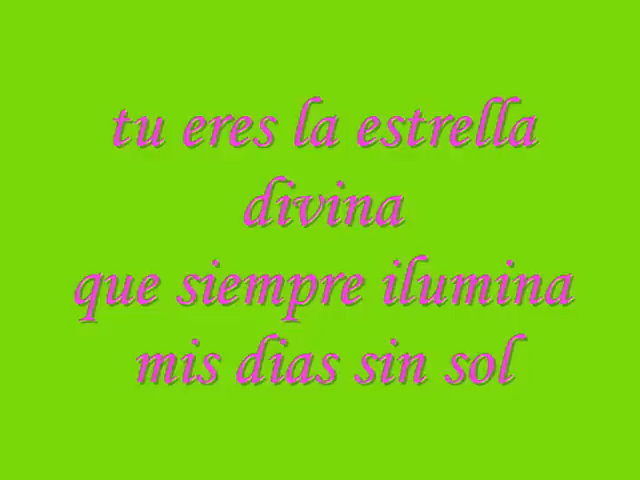 tu eres la estrella
divina
que siempre ilumina
mis dias sin sol